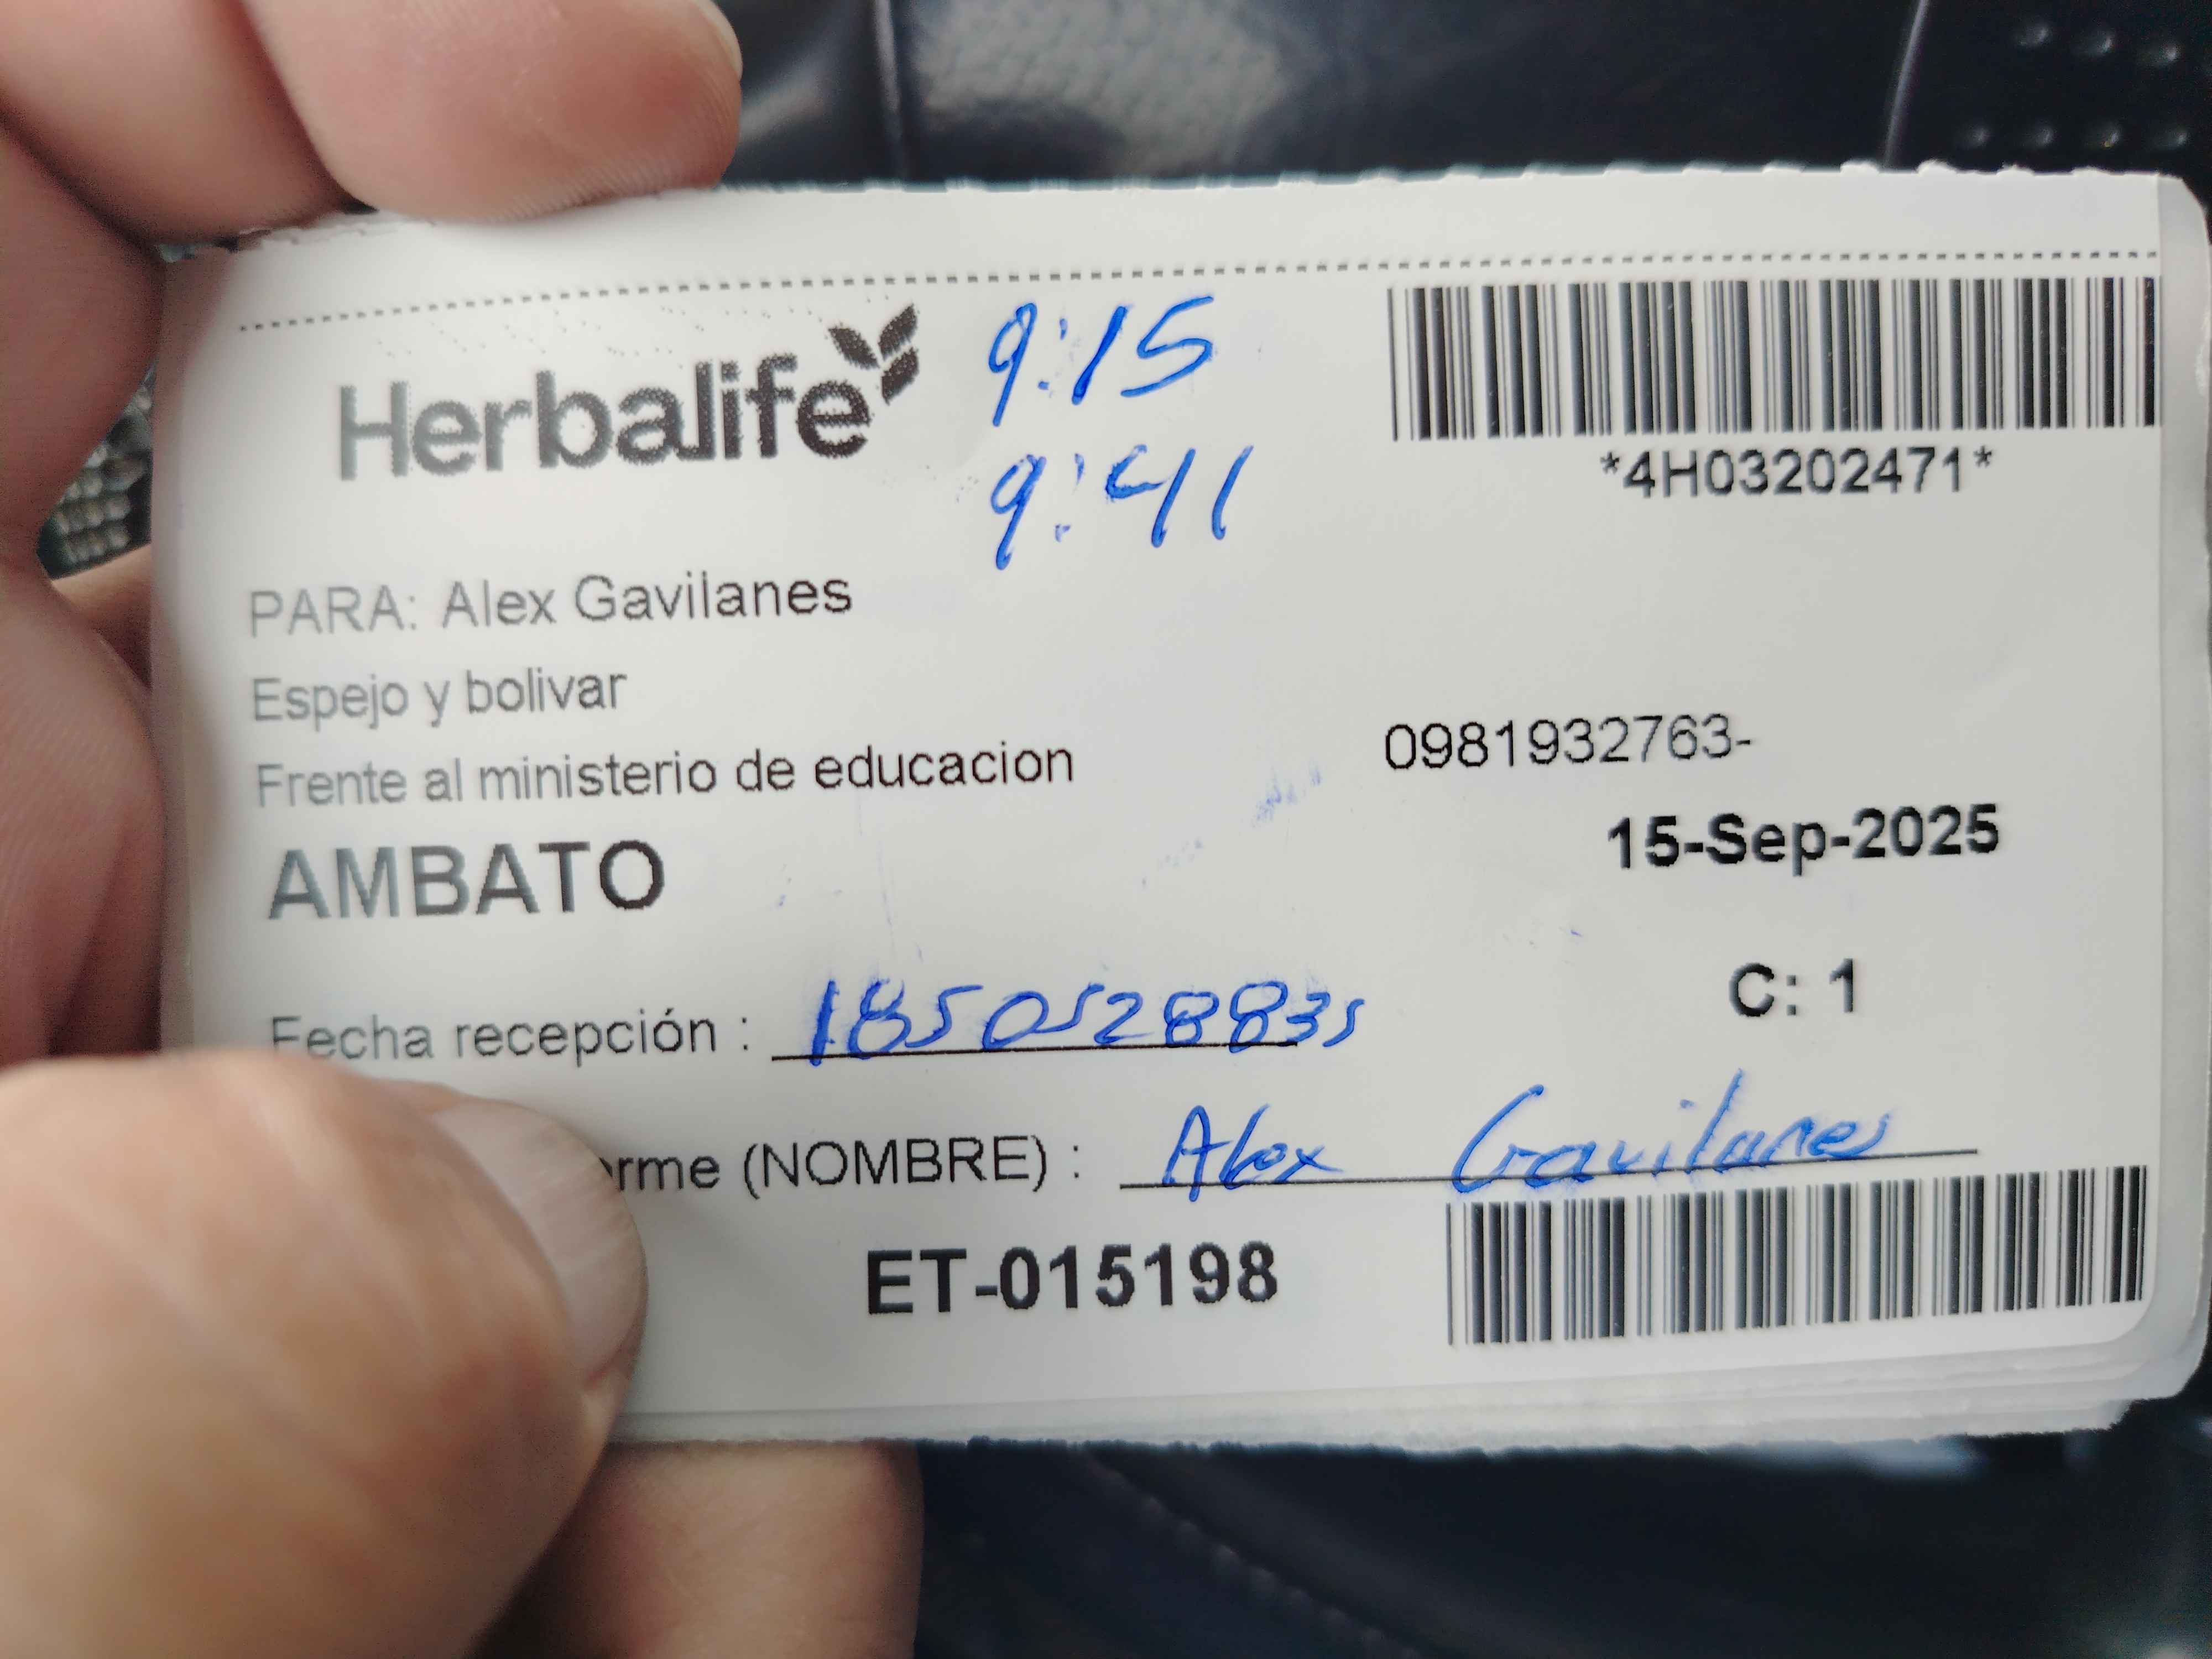 Herbalife
9:15
9:41
*4H03202471*
PARA: Alex Gavilanes
Espejo y bolivar
Frente al ministerio de educacion
0981932763-
AMBATO
15-Sep-2025
C: 1
Fecha recepción : 1850528835
(NOMBRE) : Alex Gavilanes
ET-015198